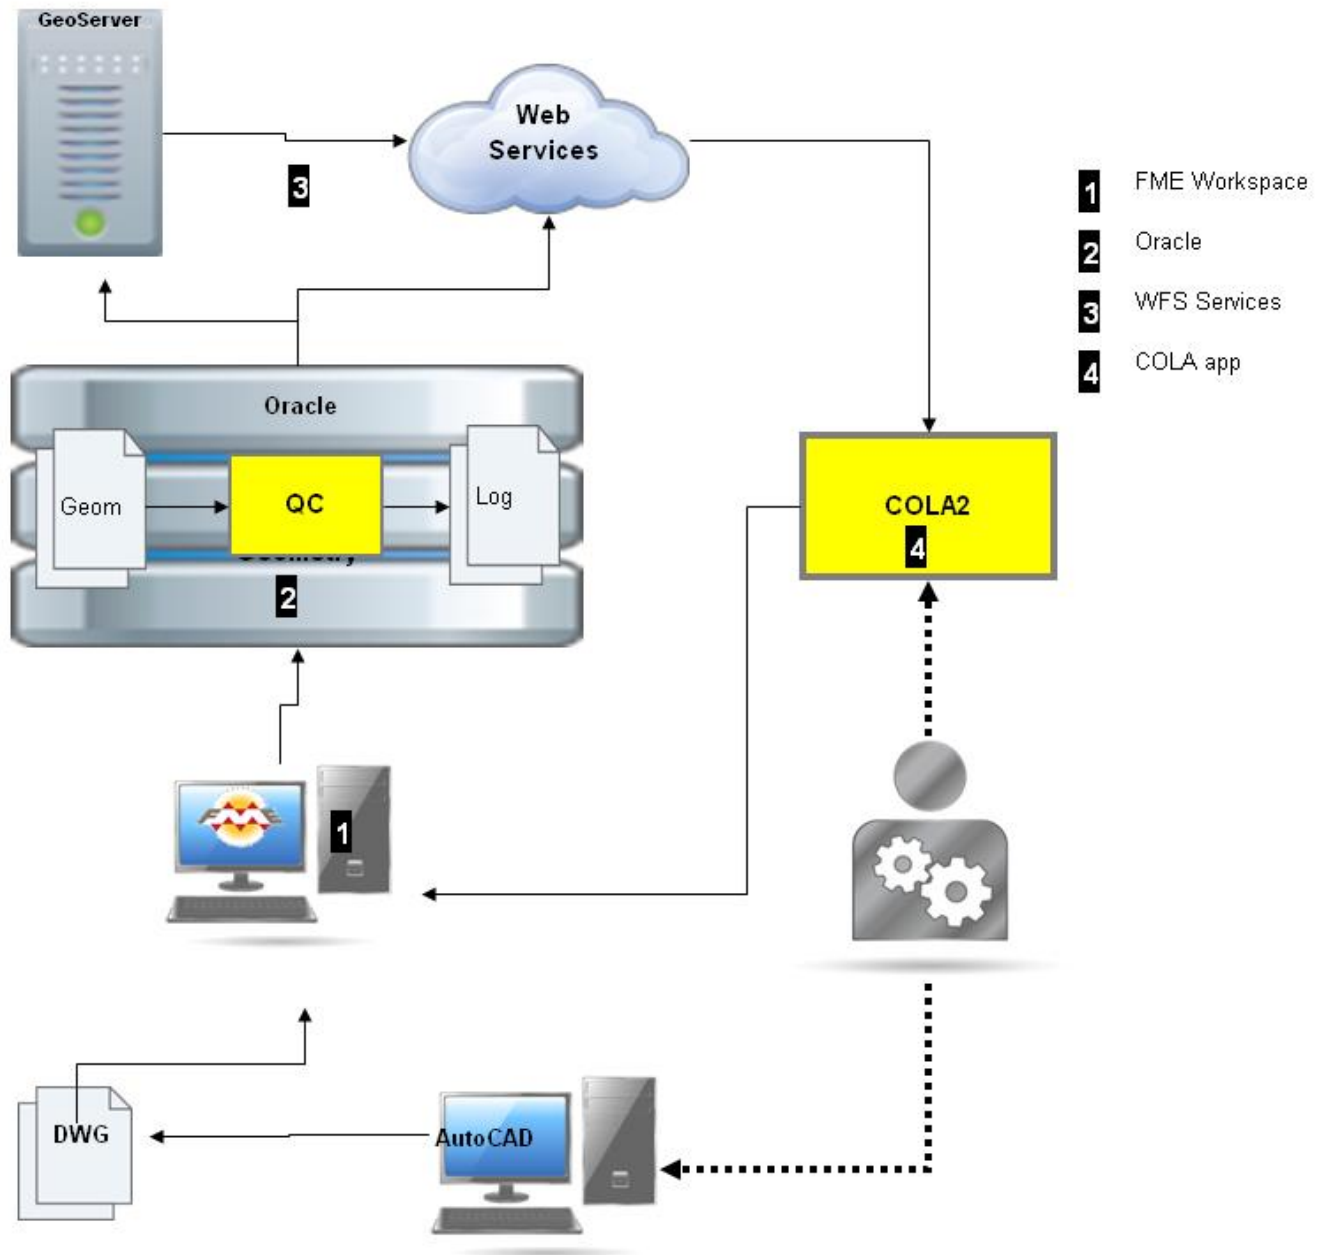 GeoServer
Web
Services
3
1 FME Workspace
2 Oracle
3 WFS Services
4 COLA app
Oracle
Geom
QC
Log
2
COLA2
4
FME
1
DWG
AutoCAD